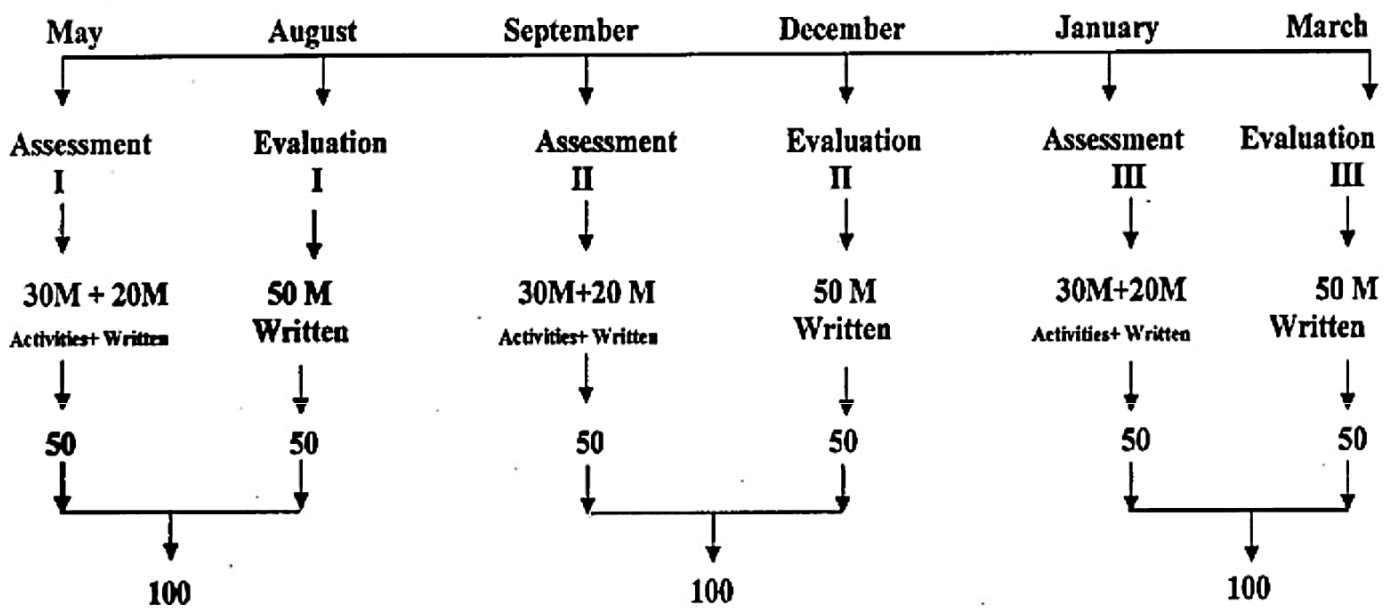 May August September December January March
Assessment Evaluation Assessment Evaluation Assessment Evaluation
I I II II III III
30M + 20M 50 M 30M+20 M 50 M 30M+20M 50 M
Activities+ Written Written Activities+ Written Written Activities+ Written Written
50 50 50 50 50 50
100 100 100